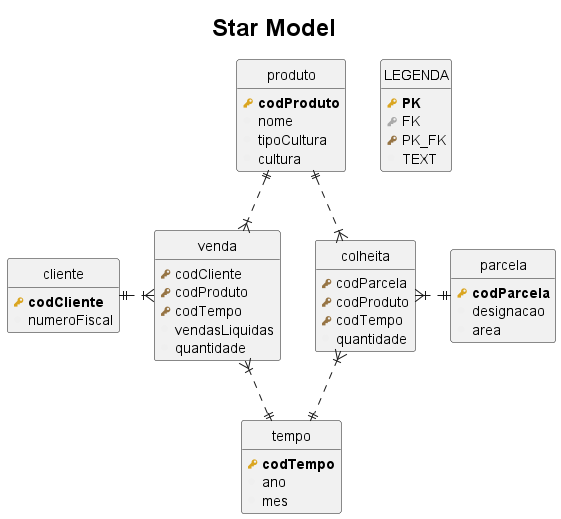 Star Model
produto
codProduto
nome
tipoCultura
cultura
LEGENDA
PK
FK
PK_FK
TEXT
cliente
codCliente
numeroFiscal
venda
codCliente
codProduto
codTempo
vendasLiquidas
quantidade
colheita
codParcela
codProduto
codTempo
quantidade
parcela
codParcela
designacao
area
tempo
codTempo
ano
mes